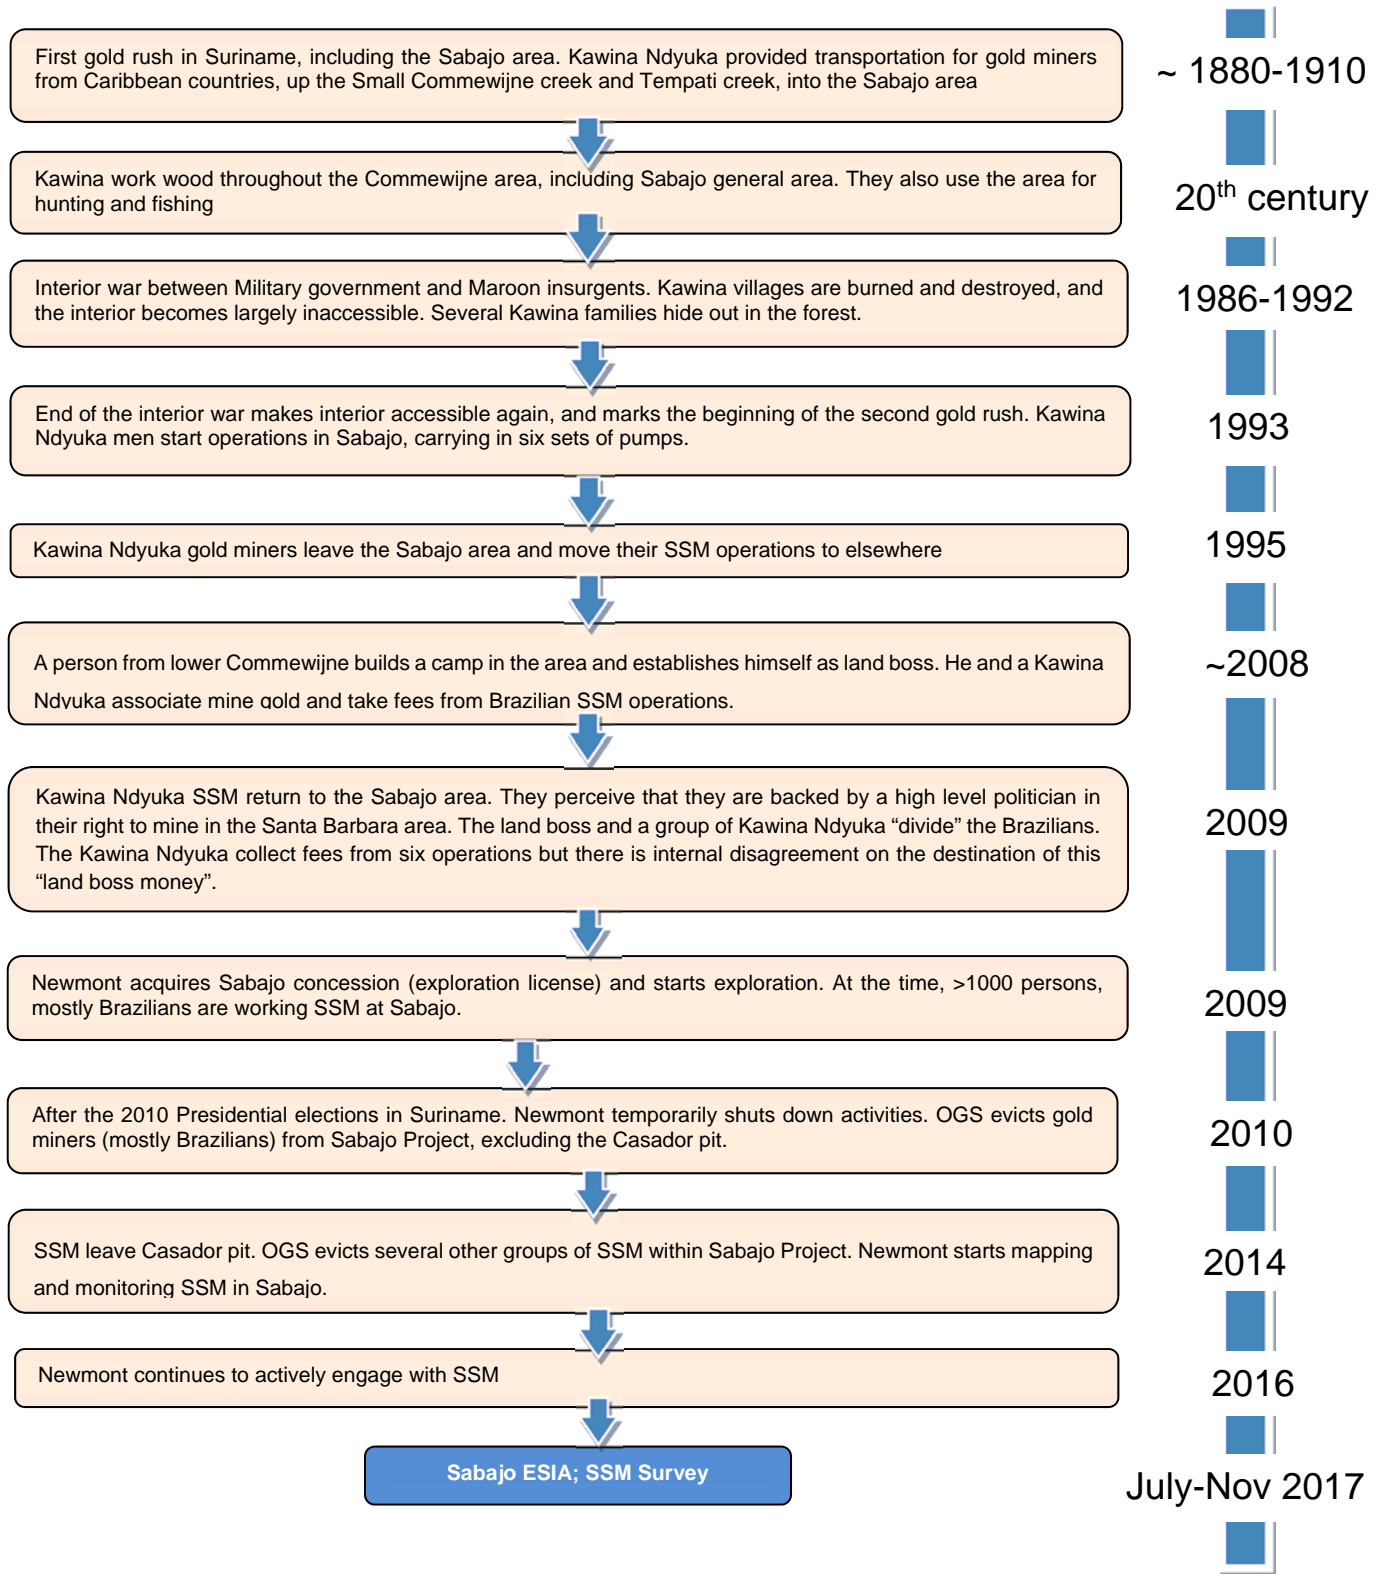 First gold rush in Suriname, including the Sabajo area. Kawina Ndyuka provided transportation for gold miners
from Caribbean countries, up the Small Commewijne creek and Tempati creek, into the Sabajo area
~ 1880-1910
Kawina work wood throughout the Commewijne area, including Sabajo general area. They also use the area for
hunting and fishing
20th century
Interior war between Military government and Maroon insurgents. Kawina villages are burned and destroyed, and
the interior becomes largely inaccessible. Several Kawina families hide out in the forest.
1986-1992
End of the interior war makes interior accessible again, and marks the beginning of the second gold rush. Kawina
Ndyuka men start operations in Sabajo, carrying in six sets of pumps.
1993
Kawina Ndyuka gold miners leave the Sabajo area and move their SSM operations to elsewhere
1995
A person from lower Commewijne builds a camp in the area and establishes himself as land boss. He and a Kawina
Ndyuka associate mine gold and take fees from Brazilian SSM operations.
~2008
Kawina Ndyuka SSM return to the Sabajo area. They perceive that they are backed by a high level politician in
their right to mine in the Santa Barbara area. The land boss and a group of Kawina Ndyuka “divide” the Brazilians.
The Kawina Ndyuka collect fees from six operations but there is internal disagreement on the destination of this
“land boss money”.
2009
Newmont acquires Sabajo concession (exploration license) and starts exploration. At the time, >1000 persons,
mostly Brazilians are working SSM at Sabajo.
2009
After the 2010 Presidential elections in Suriname. Newmont temporarily shuts down activities. OGS evicts gold
miners (mostly Brazilians) from Sabajo Project, excluding the Casador pit.
2010
SSM leave Casador pit. OGS evicts several other groups of SSM within Sabajo Project. Newmont starts mapping
and monitoring SSM in Sabajo.
2014
Newmont continues to actively engage with SSM
2016
Sabajo ESIA; SSM Survey
July-Nov 2017